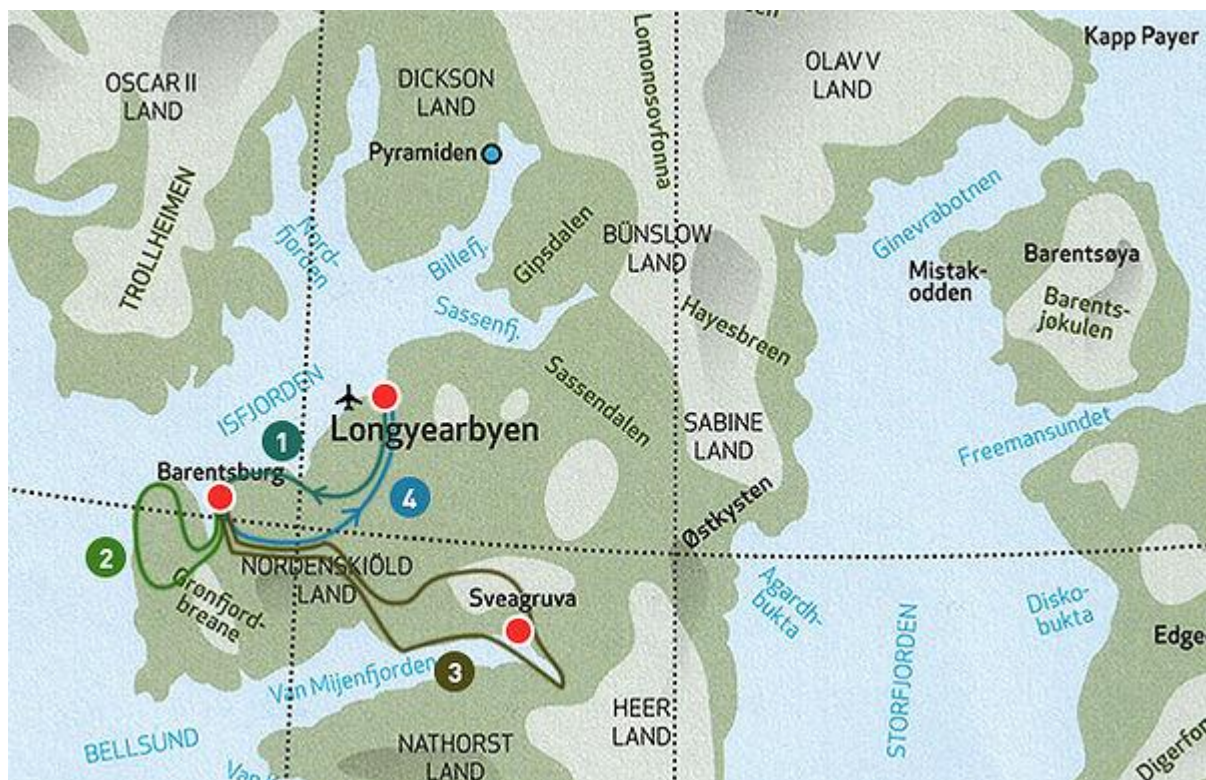 Kapp Payer
OLAV V
LAND
Lomonosovfonna
DICKSON
LAND
OSCAR II
LAND
Pyramiden
TROLLHEIMEN
Nord-
fjorden
Billefj.
Gipsdalen
BÜNSLOW
LAND
Ginevrabotnen
Mistak-
odden
Barentsøya
Barents-
jøkulen
Sassenfj.
Hayesbreen
Sassendalen
ISFJORDEN
Longyearbyen
SABINE
LAND
Freemansundet
1
Barentsburg
4
Østkysten
2
NORDENSKIÖLD
LAND
Grønfjord-
breane
Sveagruva
Agardh-
bukta
Disko-
bukta
Edge
STORFJORDEN
3
Van Mijenfjorden
HEER
LAND
BELLSUND
NATHORST
LAND
Van
Digerfon